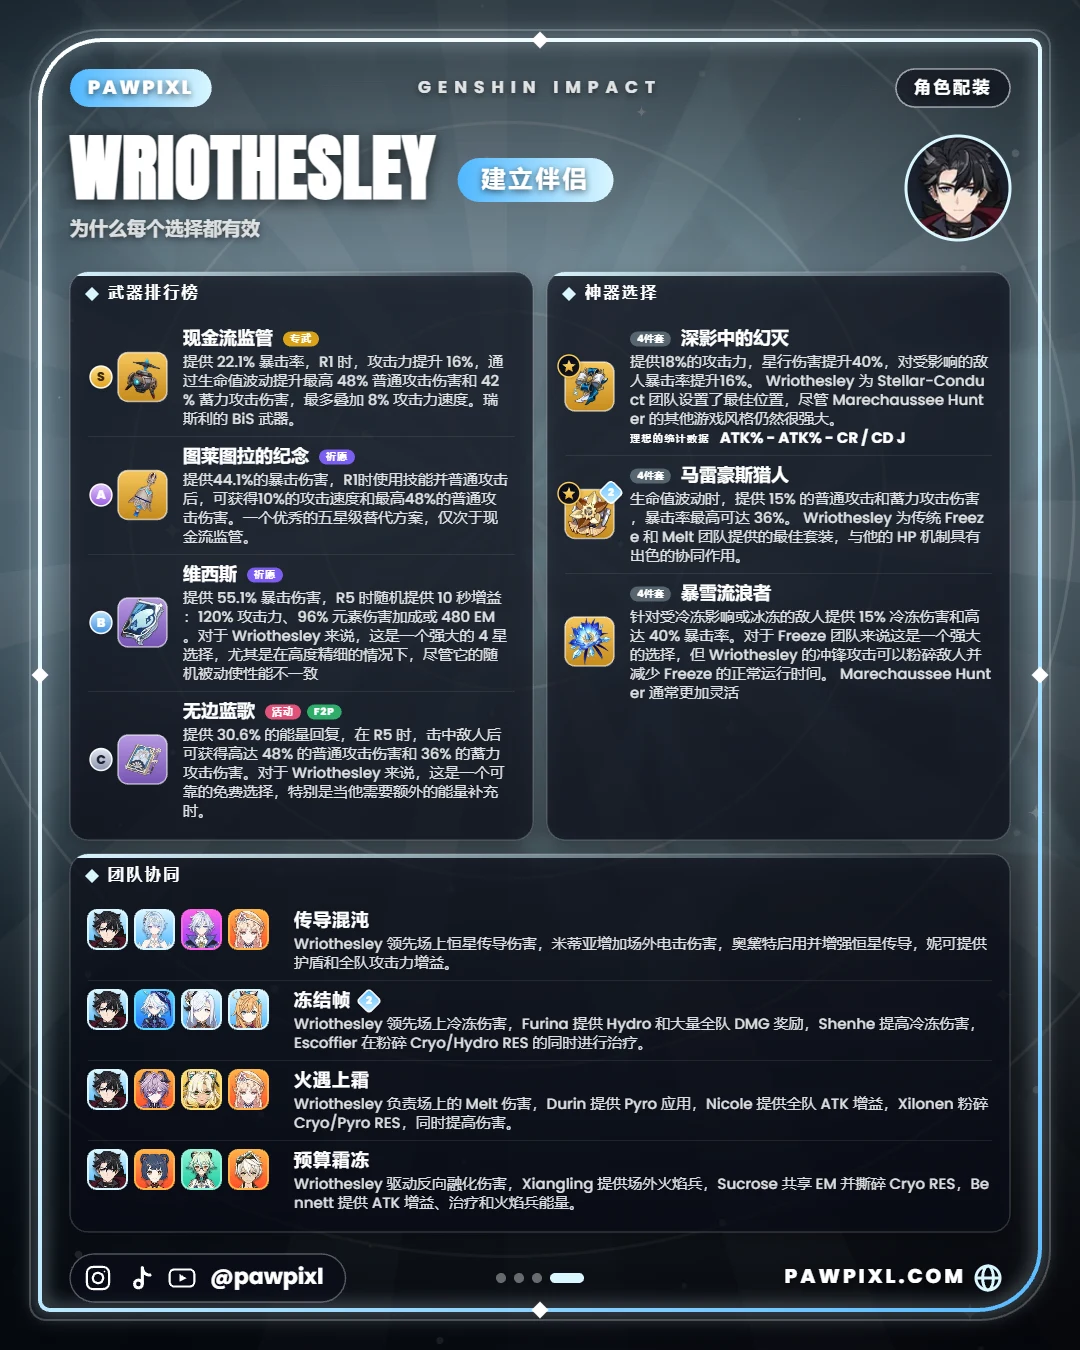 PAWPIXL
GENSHIN IMPACT
角色配装
WRIOTHESLEY
建立伴侣
为什么每个选择都有效
武器排行榜
现金流监管 专武
S
提供 22.1% 暴击率，R1 时，攻击力提升 16%，通
过生命值波动提升最高 48% 普通攻击伤害和 42
% 蓄力攻击伤害，最多叠加 8% 攻击力速度。瑞
斯利的 BiS 武器。
图莱图拉的纪念 祈愿
A
提供44.1%的暴击伤害，R1时使用技能并普通攻击
后，可获得10%的攻击速度和最高48%的普通攻
击伤害。一个优秀的五星级替代方案，仅次于现
金流监管。
维西斯 祈愿
B
提供 55.1% 暴击伤害，R5 时随机提供 10 秒增益
：120% 攻击力、96% 元素伤害加成或 480 EM
。对于 Wriothesley 来说，这是一个强大的 4 星
选择，尤其是在高度精细的情况下，尽管它的随
机被动使性能不一致
无边蓝歌 活动 F2P
C
提供 30.6% 的能量回复，在 R5 时，击中敌人后
可获得高达 48% 的普通攻击伤害和 36% 的蓄力
攻击伤害。对于 Wriothesley 来说，这是一个可
靠的免费选择，特别是当他需要额外的能量补充
时。
神器选择
4件套 深影中的幻灭
提供18%的攻击力，星行伤害提升40%，对受影响的敌
人暴击率提升16%。 Wriothesley 为 Stellar-Condu
ct 团队设置了最佳位置，尽管 Marechaussee Hunt
er 的其他游戏风格仍然很强大。
理想的统计数据 ATK% - ATK% - CR / CD J
4件套 马雷豪斯猎人
2
生命值波动时，提供 15% 的普通攻击和蓄力攻击伤害
，暴击率最高可达 36%。 Wriothesley 为传统 Freez
e 和 Melt 团队提供的最佳套装，与他的 HP 机制具有
出色的协同作用。
4件套 暴雪流浪者
针对受冷冻影响或冰冻的敌人提供 15% 冷冻伤害和高
达 40% 暴击率。对于 Freeze 团队来说这是一个强大
的选择，但 Wriothesley 的冲锋攻击可以粉碎敌人并
减少 Freeze 的正常运行时间。 Marechaussee Hunt
er 通常更加灵活
团队协同
传导混沌
Wriothesley 领先场上恒星传导伤害，米蒂亚增加场外电击伤害，奥黛特启用并增强恒星传导，妮可提供
护盾和全队攻击力增益。
冻结帧 2
Wriothesley 领先场上冷冻伤害，Furina 提供 Hydro 和大量全队 DMG 奖励，Shenhe 提高冷冻伤害，
Escoffier 在粉碎 Cryo/Hydro RES 的同时进行治疗。
火遇上霜
Wriothesley 负责场上的 Melt 伤害，Durin 提供 Pyro 应用，Nicole 提供全队 ATK 增益，Xilonen 粉碎
Cryo/Pyro RES，同时提高伤害。
预算霜冻
Wriothesley 驱动反向融化伤害，Xiangling 提供场外火焰兵，Sucrose 共享 EM 并撕碎 Cryo RES，Be
nnett 提供 ATK 增益、治疗和火焰兵能量。
@pawpixl
PAWPIXL.COM